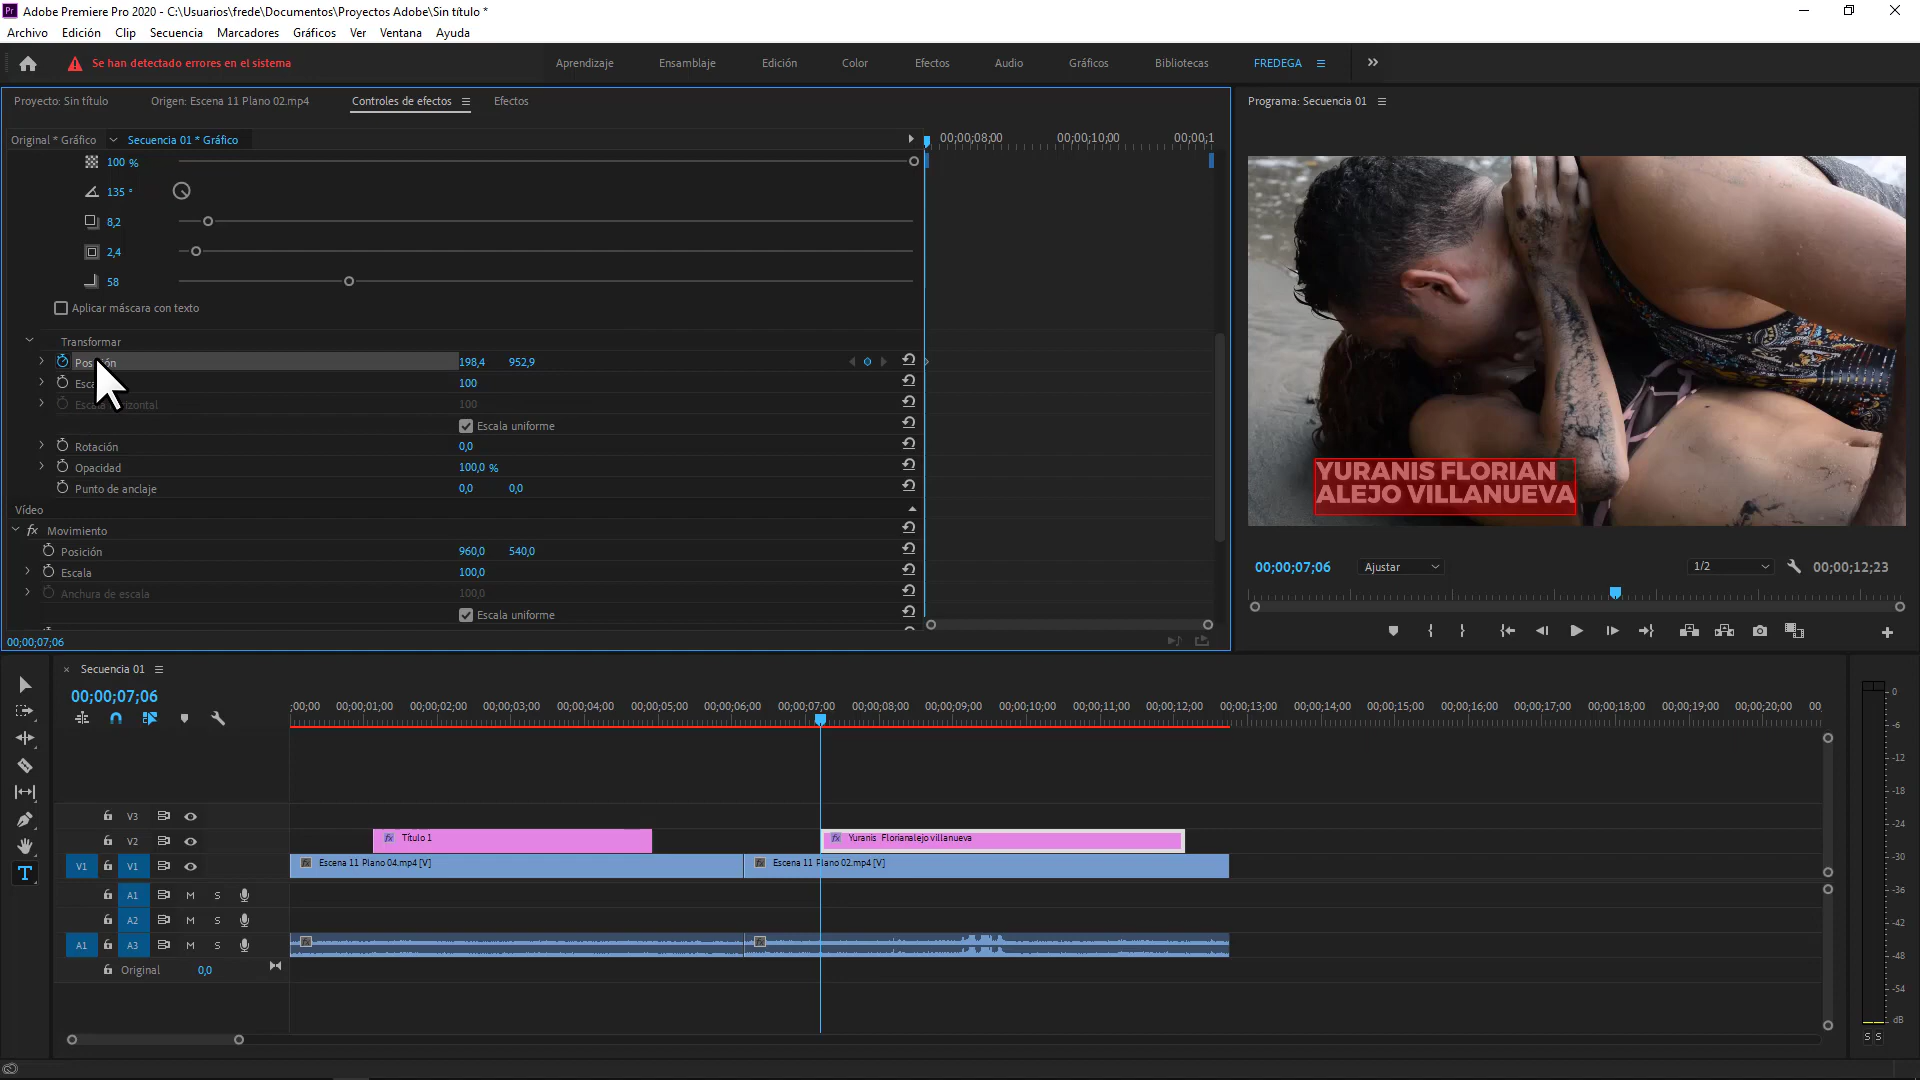 Adobe Premiere Pro 2020 - C:\Usuarios\frede\Documentos\Proyectos Adobe\Sin título *
Archivo Edición Clip Secuencia Marcadores Gráficos Ver Ventana Ayuda
Se han detectado errores en el sistema
Aprendizaje Ensamblaje Edición Color Efectos Audio Gráficos Bibliotecas FREDEGA
Proyecto: Sin título Origen: Escena 11 Plano 02.mp4 Controles de efectos Efectos
Programa: Secuencia 01
Original * Gráfico Secuencia 01 * Gráfico
00;00;08;00 00;00;10;00 00;00;1
100 %
135 °
8,2
2,4
58
Aplicar máscara con texto
Transformar
Posición 198,4 952,9
Esca 100
100
Escala uniforme
Rotación 0,0
Opacidad 100,0 %
Punto de anclaje 0,0 0,0
Vídeo
fx Movimiento
Posición 960,0 540,0
Escala 100,0
Anchura de escala 100,0
Escala uniforme
00;00;07;06
YURANIS FLORIAN
ALEJO VILLANUEVA
00;00;07;06 Ajustar 1/2 00;00;12;23
Secuencia 01
00;00;07;06
;00;00 00;00;01;00 00;00;02;00 00;00;03;00 00;00;04;00 00;00;05;00 00;00;06;00 00;00;07;00 00;00;08;00 00;00;09;00 00;00;10;00 00;00;11;00 00;00;12;00 00;00;13;00 00;00;14;00 00;00;15;00 00;00;16;00 00;00;17;00 00;00;18;00 00;00;19;00 00;00;20;00 00;
V3
V2 fx Título 1 fx Yuranis Florianalejo villanueva
V1 V1 fx Escena 11 Plano 04.mp4 [V] fx Escena 11 Plano 02.mp4 [V]
A1 M S
A2 M S
A1 A3 M S
Original 0,0
0
-6
-12
-18
-24
-30
-36
-42
-48
-54
dB
S S